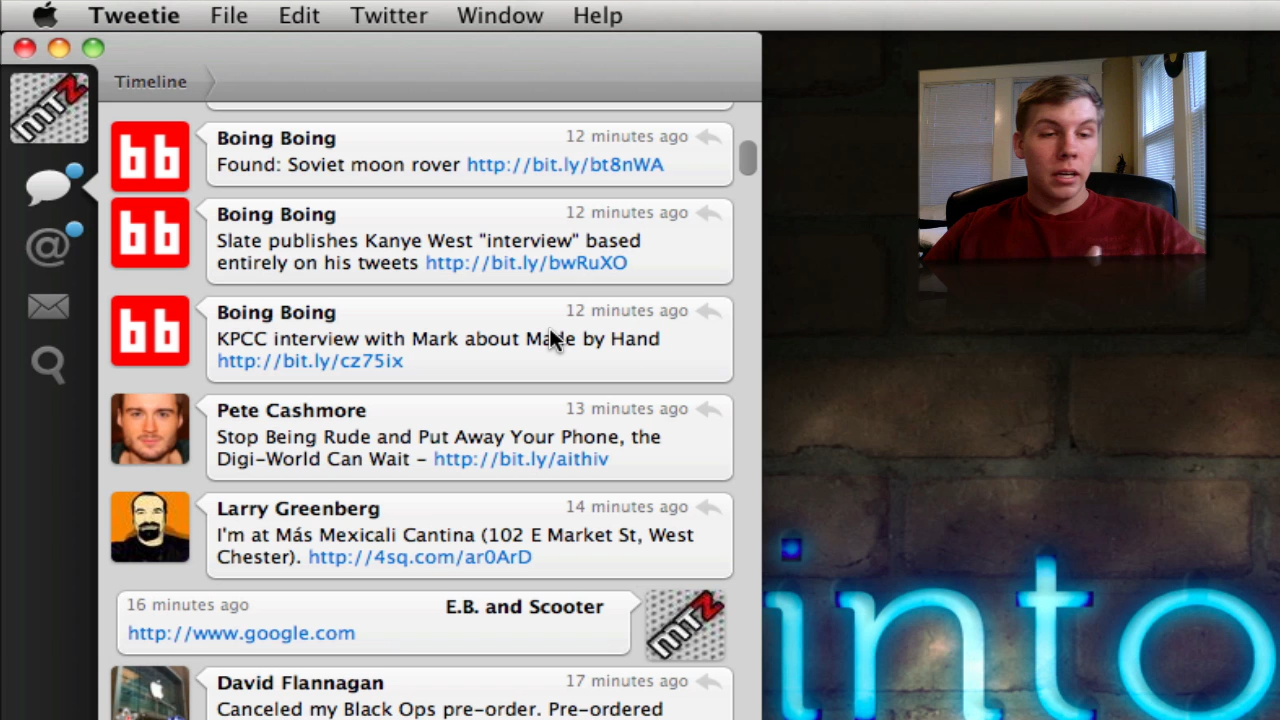 Tweetie File Edit Twitter Window Help
Timeline
MTZ
bb
Boing Boing 12 minutes ago
Found: Soviet moon rover http://bit.ly/bt8nWA
bb
Boing Boing 12 minutes ago
Slate publishes Kanye West "interview" based
entirely on his tweets http://bit.ly/bwRuXO
bb
Boing Boing 12 minutes ago
KPCC interview with Mark about Made by Hand
http://bit.ly/cz75ix
Pete Cashmore 13 minutes ago
Stop Being Rude and Put Away Your Phone, the
Digi-World Can Wait – http://bit.ly/aithiv
Larry Greenberg 14 minutes ago
I'm at Más Mexicali Cantina (102 E Market St, West
Chester). http://4sq.com/ar0ArD
16 minutes ago E.B. and Scooter
http://www.google.com
MTZ
David Flannagan 17 minutes ago
Canceled my Black Ops pre-order. Pre-ordered
into